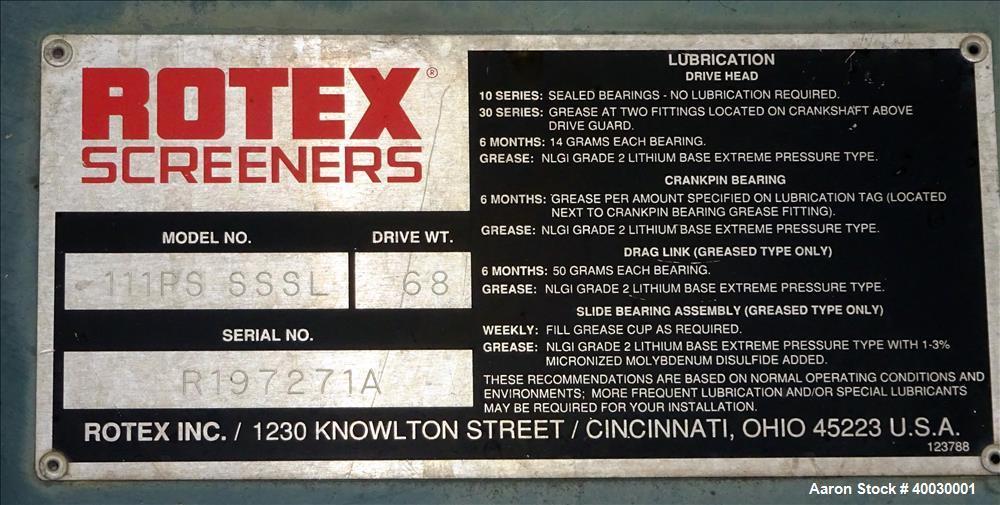 ROTEX®
SCREENERS
MODEL NO. DRIVE WT.
111PS SSSL 68
SERIAL NO.
R197271A
LUBRICATION
DRIVE HEAD
10 SERIES: SEALED BEARINGS - NO LUBRICATION REQUIRED.
30 SERIES: GREASE AT TWO FITTINGS LOCATED ON CRANKSHAFT ABOVE
DRIVE GUARD.
6 MONTHS: 14 GRAMS EACH BEARING.
GREASE: NLGI GRADE 2 LITHIUM BASE EXTREME PRESSURE TYPE.
CRANKPIN BEARING
6 MONTHS: GREASE PER AMOUNT SPECIFIED ON LUBRICATION TAG (LOCATED
NEXT TO CRANKPIN BEARING GREASE FITTING).
GREASE: NLGI GRADE 2 LITHIUM BASE EXTREME PRESSURE TYPE.
DRAG LINK (GREASED TYPE ONLY)
6 MONTHS: 50 GRAMS EACH BEARING.
GREASE: NLGI GRADE 2 LITHIUM BASE EXTREME PRESSURE TYPE.
SLIDE BEARING ASSEMBLY (GREASED TYPE ONLY)
WEEKLY: FILL GREASE CUP AS REQUIRED.
GREASE: NLGI GRADE 2 LITHIUM BASE EXTREME PRESSURE TYPE WITH 1-3%
MICRONIZED MOLYBDENUM DISULFIDE ADDED.
THESE RECOMMENDATIONS ARE BASED ON NORMAL OPERATING CONDITIONS AND
ENVIRONMENTS; MORE FREQUENT LUBRICATION AND/OR SPECIAL LUBRICANTS
MAY BE REQUIRED FOR YOUR INSTALLATION.
ROTEX INC. / 1230 KNOWLTON STREET / CINCINNATI, OHIO 45223 U.S.A.
123788
Aaron Stock # 40030001